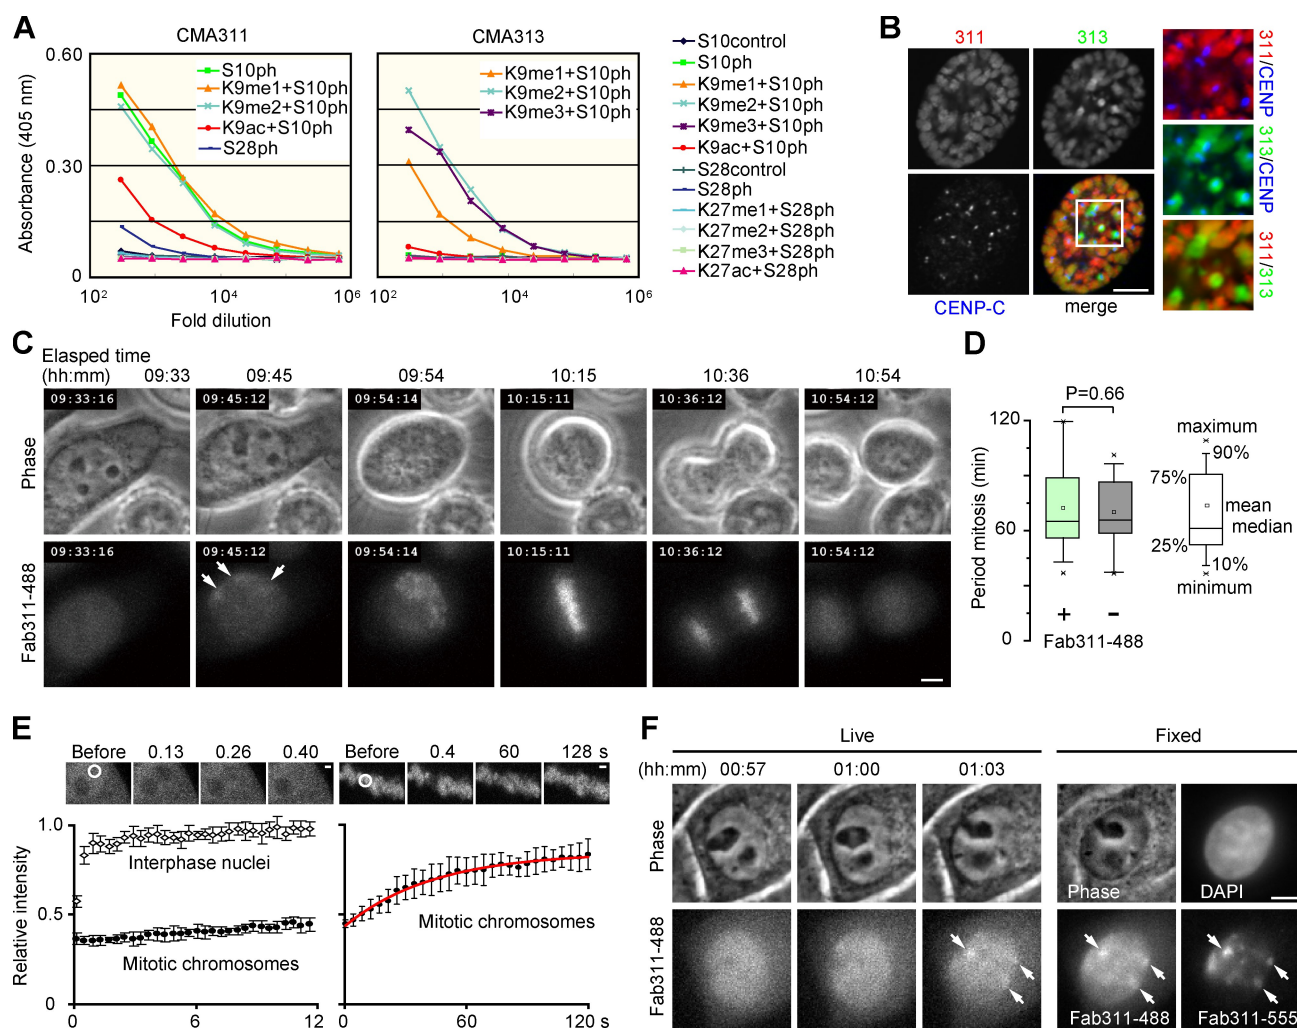 A
CMA311
CMA313
0.60
0.30
0
Absorbance (405 nm)
S10ph
K9me1+S10ph
K9me2+S10ph
K9ac+S10ph
S28ph
K9me1+S10ph
K9me2+S10ph
K9me3+S10ph
10²
10⁴
10²
10⁴
10⁶
10⁶
Fold dilution
S10control
S10ph
K9me1+S10ph
K9me2+S10ph
K9me3+S10ph
K9ac+S10ph
S28control
S28ph
K27me1+S28ph
K27me2+S28ph
K27me3+S28ph
K27ac+S28ph
B
311
313
CENP-C
merge
311/CENP
313/CENP
311/313
C
Elasped time
(hh:mm)
09:33
09:45
09:54
10:15
10:36
10:54
Phase
09:33:16
09:45:12
09:54:14
10:15:11
10:36:12
10:54:12
Fab311-488
09:33:16
09:45:12
09:54:14
10:15:11
10:36:12
10:54:12
D
P=0.66
Period mitosis (min)
120
60
0
+
-
Fab311-488
maximum
90%
75%
mean
median
25%
10%
minimum
E
Before
0.13
0.26
0.40
Before
0.4
60
128 s
Relative intensity
1.0
0.5
0
Interphase nuclei
Mitotic chromosomes
0
6
12
Mitotic chromosomes
0
60
120 s
F
Live
Fixed
(hh:mm)
00:57
01:00
01:03
Phase
Phase
DAPI
Fab311-488
Fab311-488
Fab311-555